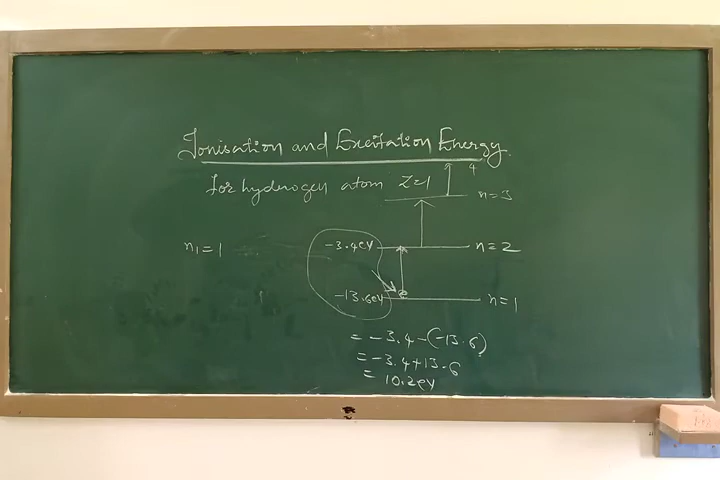 Ionisation and Excitation Energy.
for hydrogen atom Z=1
4
n=3
n₁=1
-3.4eV
n=2
-13.6eV
n=1
= -3.4-(-13.6)
= -3.4+13.6
= 10.2eV